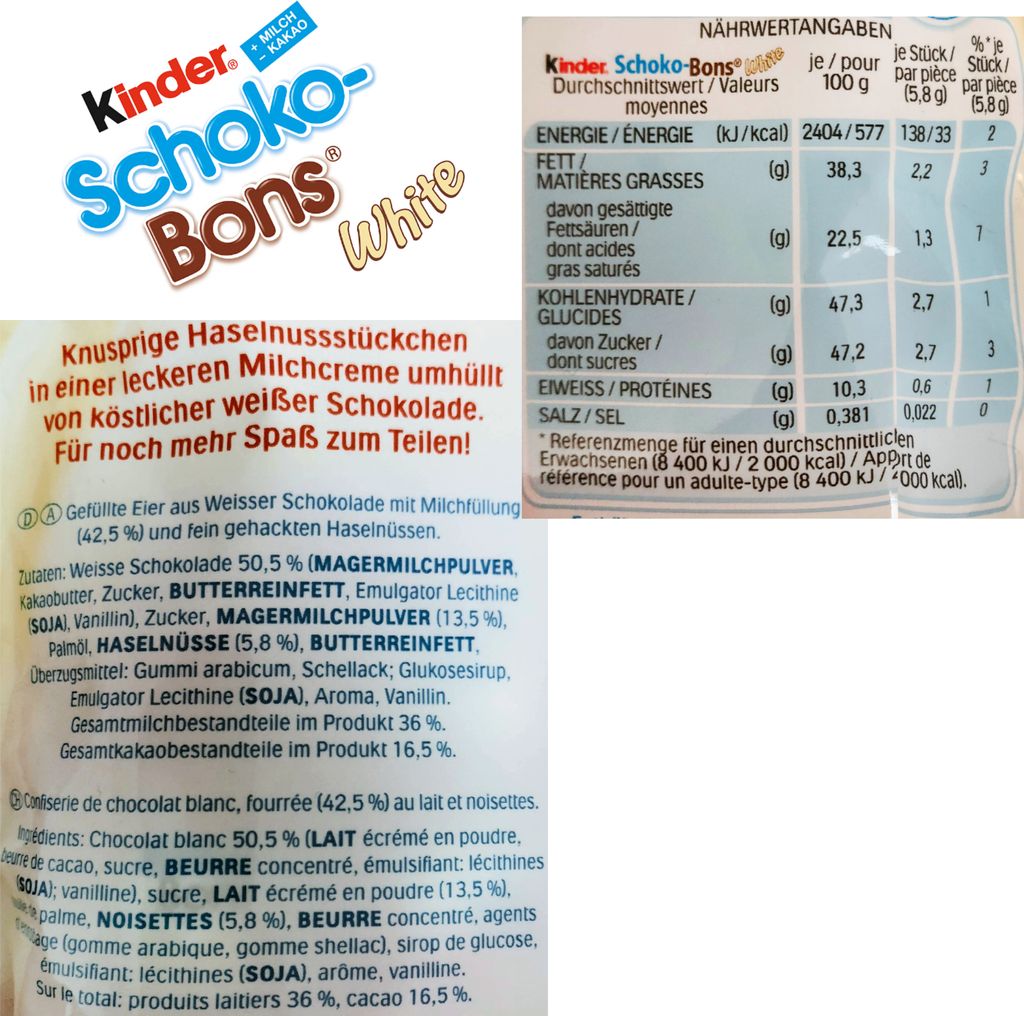 Kinder®
+ MILCH
- KAKAO
Schoko-
Bons®
White
NÄHRWERTANGABEN
Kinder Schoko-Bons® White
Durchschnittswert / Valeurs
moyennes
je / pour
100 g
je Stück /
par pièce
(5,8 g)
% * je
Stück /
par pièce
(5,8 g)
ENERGIE / ÉNERGIE (kJ / kcal) 2404 / 577 138 / 33 2
FETT /
MATIÈRES GRASSES (g) 38,3 2,2 3
davon gesättigte
Fettsäuren /
dont acides
gras saturés (g) 22,5 1,3 7
KOHLENHYDRATE /
GLUCIDES (g) 47,3 2,7 1
davon Zucker /
dont sucres (g) 47,2 2,7 3
EIWEISS / PROTÉINES (g) 10,3 0,6 1
SALZ / SEL (g) 0,381 0,022 0
* Referenzmenge für einen durchschnittlichen
Erwachsenen (8 400 kJ / 2 000 kcal) / Apport de
référence pour un adulte-type (8 400 kJ / 2000 kcal).
Knusprige Haselnussstückchen
in einer leckeren Milchcreme umhüllt
von köstlicher weißer Schokolade.
Für noch mehr Spaß zum Teilen!
D A Gefüllte Eier aus Weisser Schokolade mit Milchfüllung
(42,5 %) und fein gehackten Haselnüssen.
Zutaten: Weisse Schokolade 50,5 % (MAGERMILCHPULVER,
Kakaobutter, Zucker, BUTTERREINFETT, Emulgator Lecithine
(SOJA), Vanillin), Zucker, MAGERMILCHPULVER (13,5 %),
Palmöl, HASELNÜSSE (5,8 %), BUTTERREINFETT,
Überzugsmittel: Gummi arabicum, Schellack; Glukosesirup,
Emulgator Lecithine (SOJA), Aroma, Vanillin.
Gesamtmilchbestandteile im Produkt 36 %.
Gesamtkakaobestandteile im Produkt 16,5 %.
CH Confiserie de chocolat blanc, fourrée (42,5 %) au lait et noisettes.
Ingrédients: Chocolat blanc 50,5 % (LAIT écrémé en poudre,
beurre de cacao, sucre, BEURRE concentré, émulsifiant: lécithines
(SOJA); vanilline), sucre, LAIT écrémé en poudre (13,5 %),
palme, NOISETTES (5,8 %), BEURRE concentré, agents
d'enrobage (gomme arabique, gomme shellac), sirop de glucose,
émulsifiant: lécithines (SOJA), arôme, vanilline.
Sur le total: produits laitiers 36 %, cacao 16,5 %.